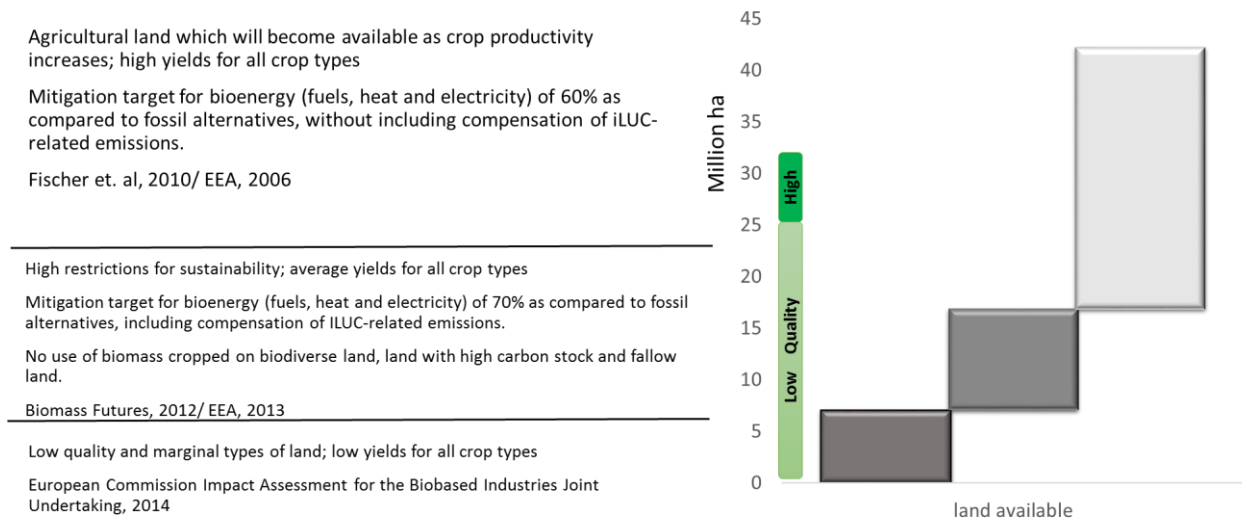 Agricultural land which will become available as crop productivity
increases; high yields for all crop types
Mitigation target for bioenergy (fuels, heat and electricity) of 60% as
compared to fossil alternatives, without including compensation of iLUC-
related emissions.
Fischer et. al, 2010/ EEA, 2006
High restrictions for sustainability; average yields for all crop types
Mitigation target for bioenergy (fuels, heat and electricity) of 70% as compared to fossil
alternatives, including compensation of ILUC-related emissions.
No use of biomass cropped on biodiverse land, land with high carbon stock and fallow
land.
Biomass Futures, 2012/ EEA, 2013
Low quality and marginal types of land; low yields for all crop types
European Commission Impact Assessment for the Biobased Industries Joint
Undertaking, 2014
Million ha
45
40
35
30
25
20
15
10
5
0
High
Low Quality
land available